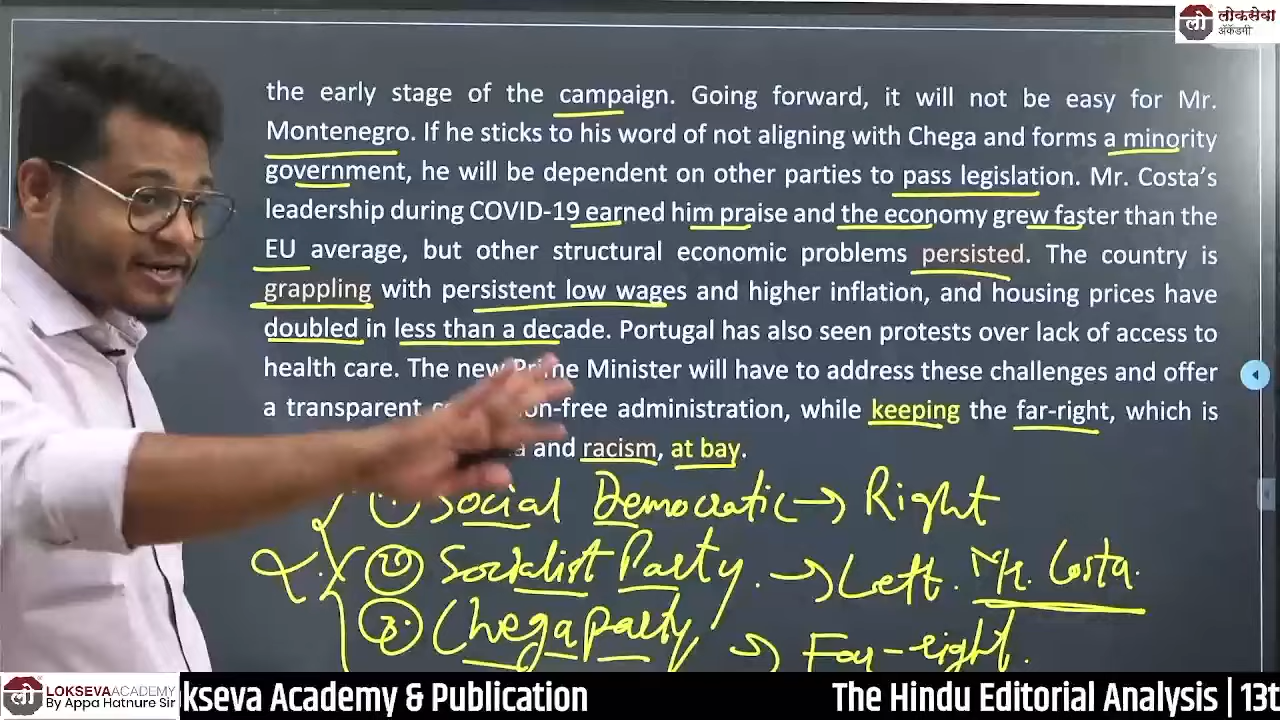 लोकसेवा
अ‍ॅकॅडमी
the early stage of the campaign. Going forward, it will not be easy for Mr.
Montenegro. If he sticks to his word of not aligning with Chega and forms a minority
government, he will be dependent on other parties to pass legislation. Mr. Costa's
leadership during COVID-19 earned him praise and the economy grew faster than the
EU average, but other structural economic problems persisted. The country is
grappling with persistent low wages and higher inflation, and housing prices have
doubled in less than a decade. Portugal has also seen protests over lack of access to
health care. The new Prime Minister will have to address these challenges and offer
a transparent on-free administration, while keeping the far-right, which is
and racism, at bay.
Social Democratic → Right
② Socialist Party. → Left. Mr. Costa.
③ Chega Party → Far-right.
ली LOKSEVA ACADEMY
By Appa Hatnure Sir
kseva Academy & Publication The Hindu Editorial Analysis | 13t